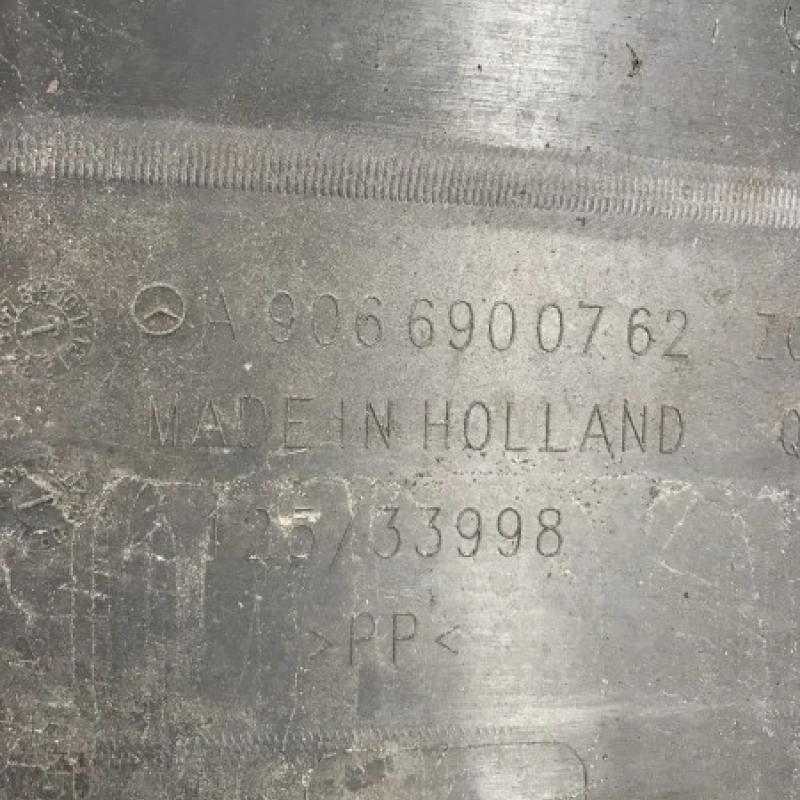 A 906 690 07 62
MADE IN HOLLAND
125/33998
>PP<